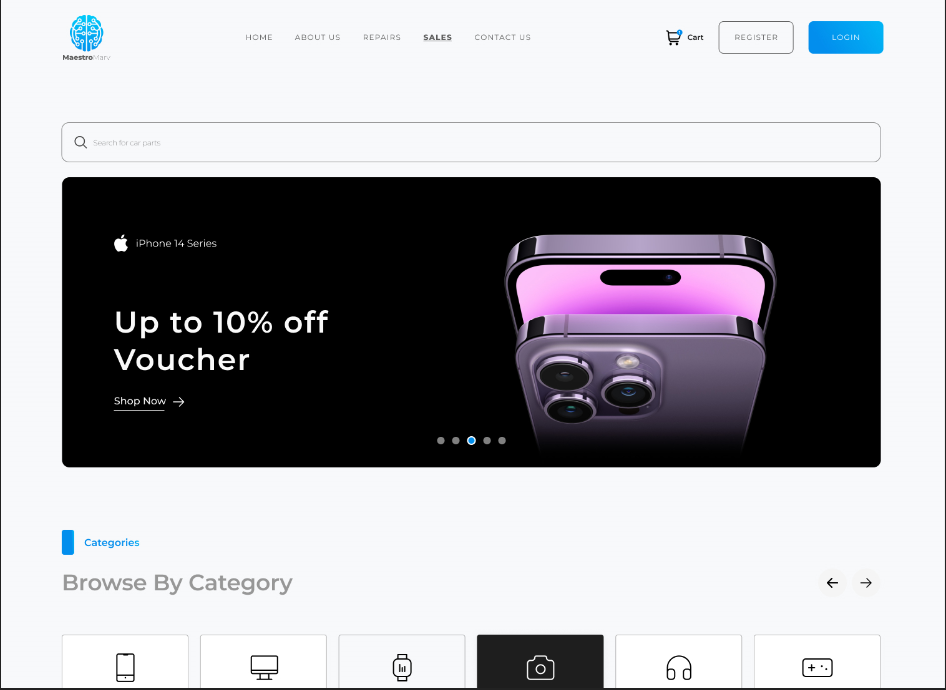 HOME
ABOUT US
REPAIRS
SALES
CONTACT US
Cart
REGISTER
LOGIN
MaestroMarv
Search for car parts
iPhone 14 Series
Up to 10% off
Voucher
Shop Now
Categories
Browse By Category